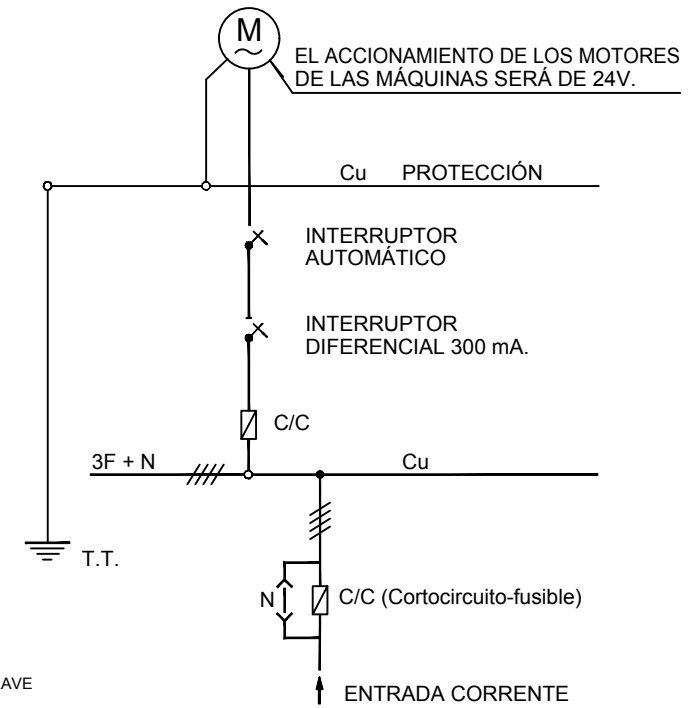 M
EL ACCIONAMIENTO DE LOS MOTORES
DE LAS MÁQUINAS SERÁ DE 24V.
Cu PROTECCIÓN
INTERRUPTOR
AUTOMÁTICO
INTERRUPTOR
DIFERENCIAL 300 mA.
C/C
3F + N Cu
T.T.
N C/C (Cortocircuito-fusible)
AVE
ENTRADA CORRENTE